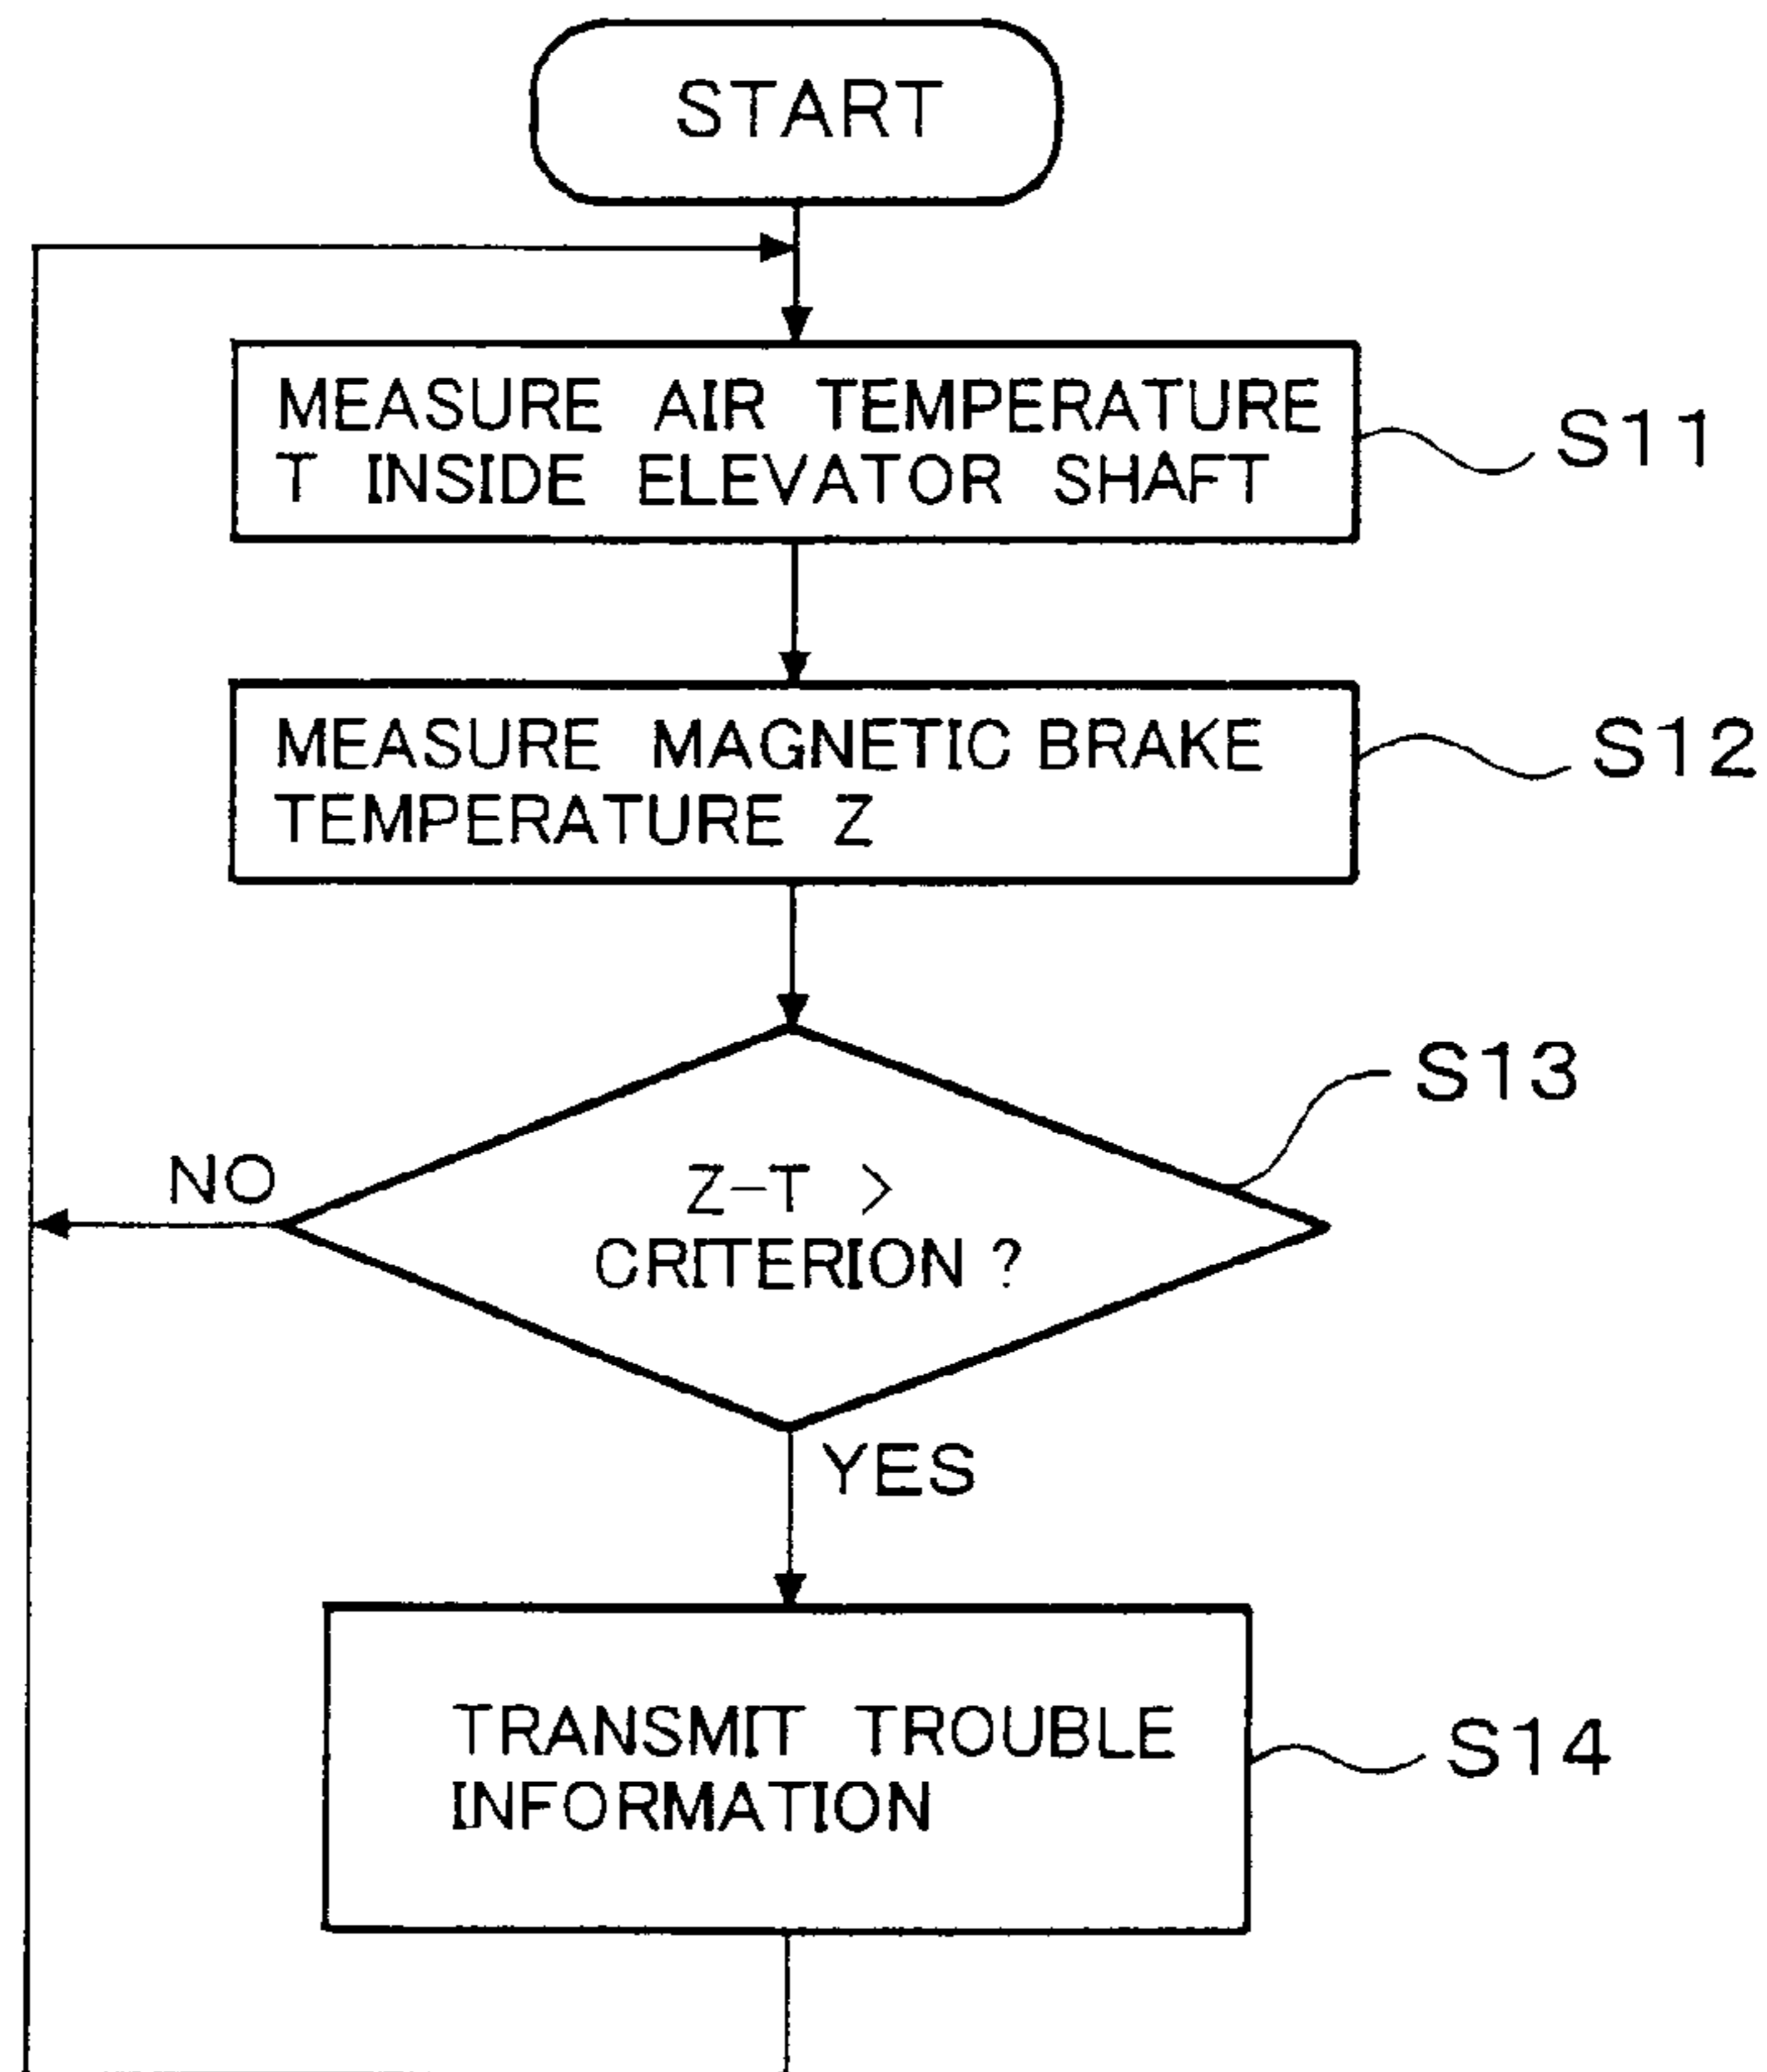 START
MEASURE AIR TEMPERATURE
T INSIDE ELEVATOR SHAFT
S11
MEASURE MAGNETIC BRAKE
TEMPERATURE Z
S12
S13
NO
Z-T >
CRITERION ?
YES
TRANSMIT TROUBLE
INFORMATION
S14